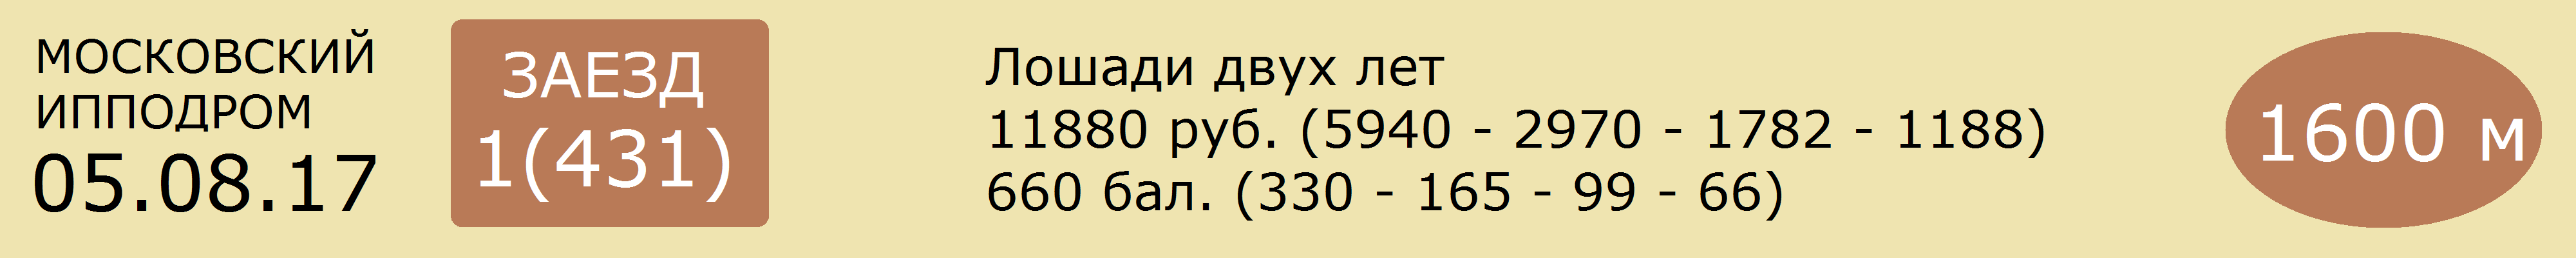 МОСКОВСКИЙ
ИППОДРОМ
05.08.17
ЗАЕЗД
1(431)
Лошади двух лет
11880 руб. (5940 - 2970 - 1782 - 1188)
660 бал. (330 - 165 - 99 - 66)
1600 м